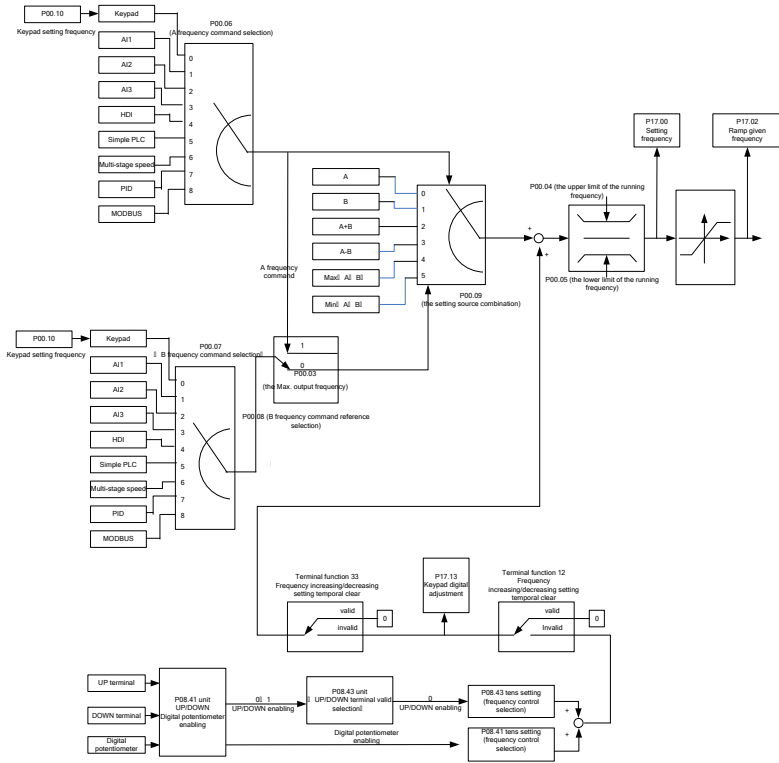 P00.10
Keypad setting frequency
Keypad
AI1
AI2
AI3
HDI
Simple PLC
Multi-stage speed
PID
MODBUS
P00.06
(A frequency command selection)
0
1
2
3
4
5
6
7
8
A
B
A+B
A-B
Max A B
Min A B
0
1
2
3
4
5
P00.09
(the setting source combination)
A frequency
command
P00.04 (the upper limit of the running
frequency)
P00.05 (the lower limit of the running
frequency)
+
+
P17.00
Setting
frequency
P17.02
Ramp given
frequency
P00.10
Keypad setting frequency
Keypad
AI1
AI2
AI3
HDI
Simple PLC
Multi-stage speed
PID
MODBUS
P00.07
B frequency command selection
0
1
2
3
4
5
6
7
8
1
0
P00.03
(the Max. output frequency)
P00.08 (B frequency command reference
selection)
Terminal function 33
Frequency increasing/decreasing
setting temporal clear
valid
invalid
0
P17.13
Keypad digital
adjustment
Terminal function 12
Frequency
increasing/decreasing setting
temporal clear
valid
Invalid
0
UP terminal
DOWN terminal
Digital
potentiometer
P08.41 unit
UP/DOWN
Digital potentiometer
enabling
0 1
UP/DOWN enabling
P08.43 unit
UP/DOWN terminal valid
selection
0
UP/DOWN enabling
Digital potentiometer
enabling
P08.43 tens setting
(frequency control
selection)
P08.41 tens setting
(frequency control
selection)
+
+